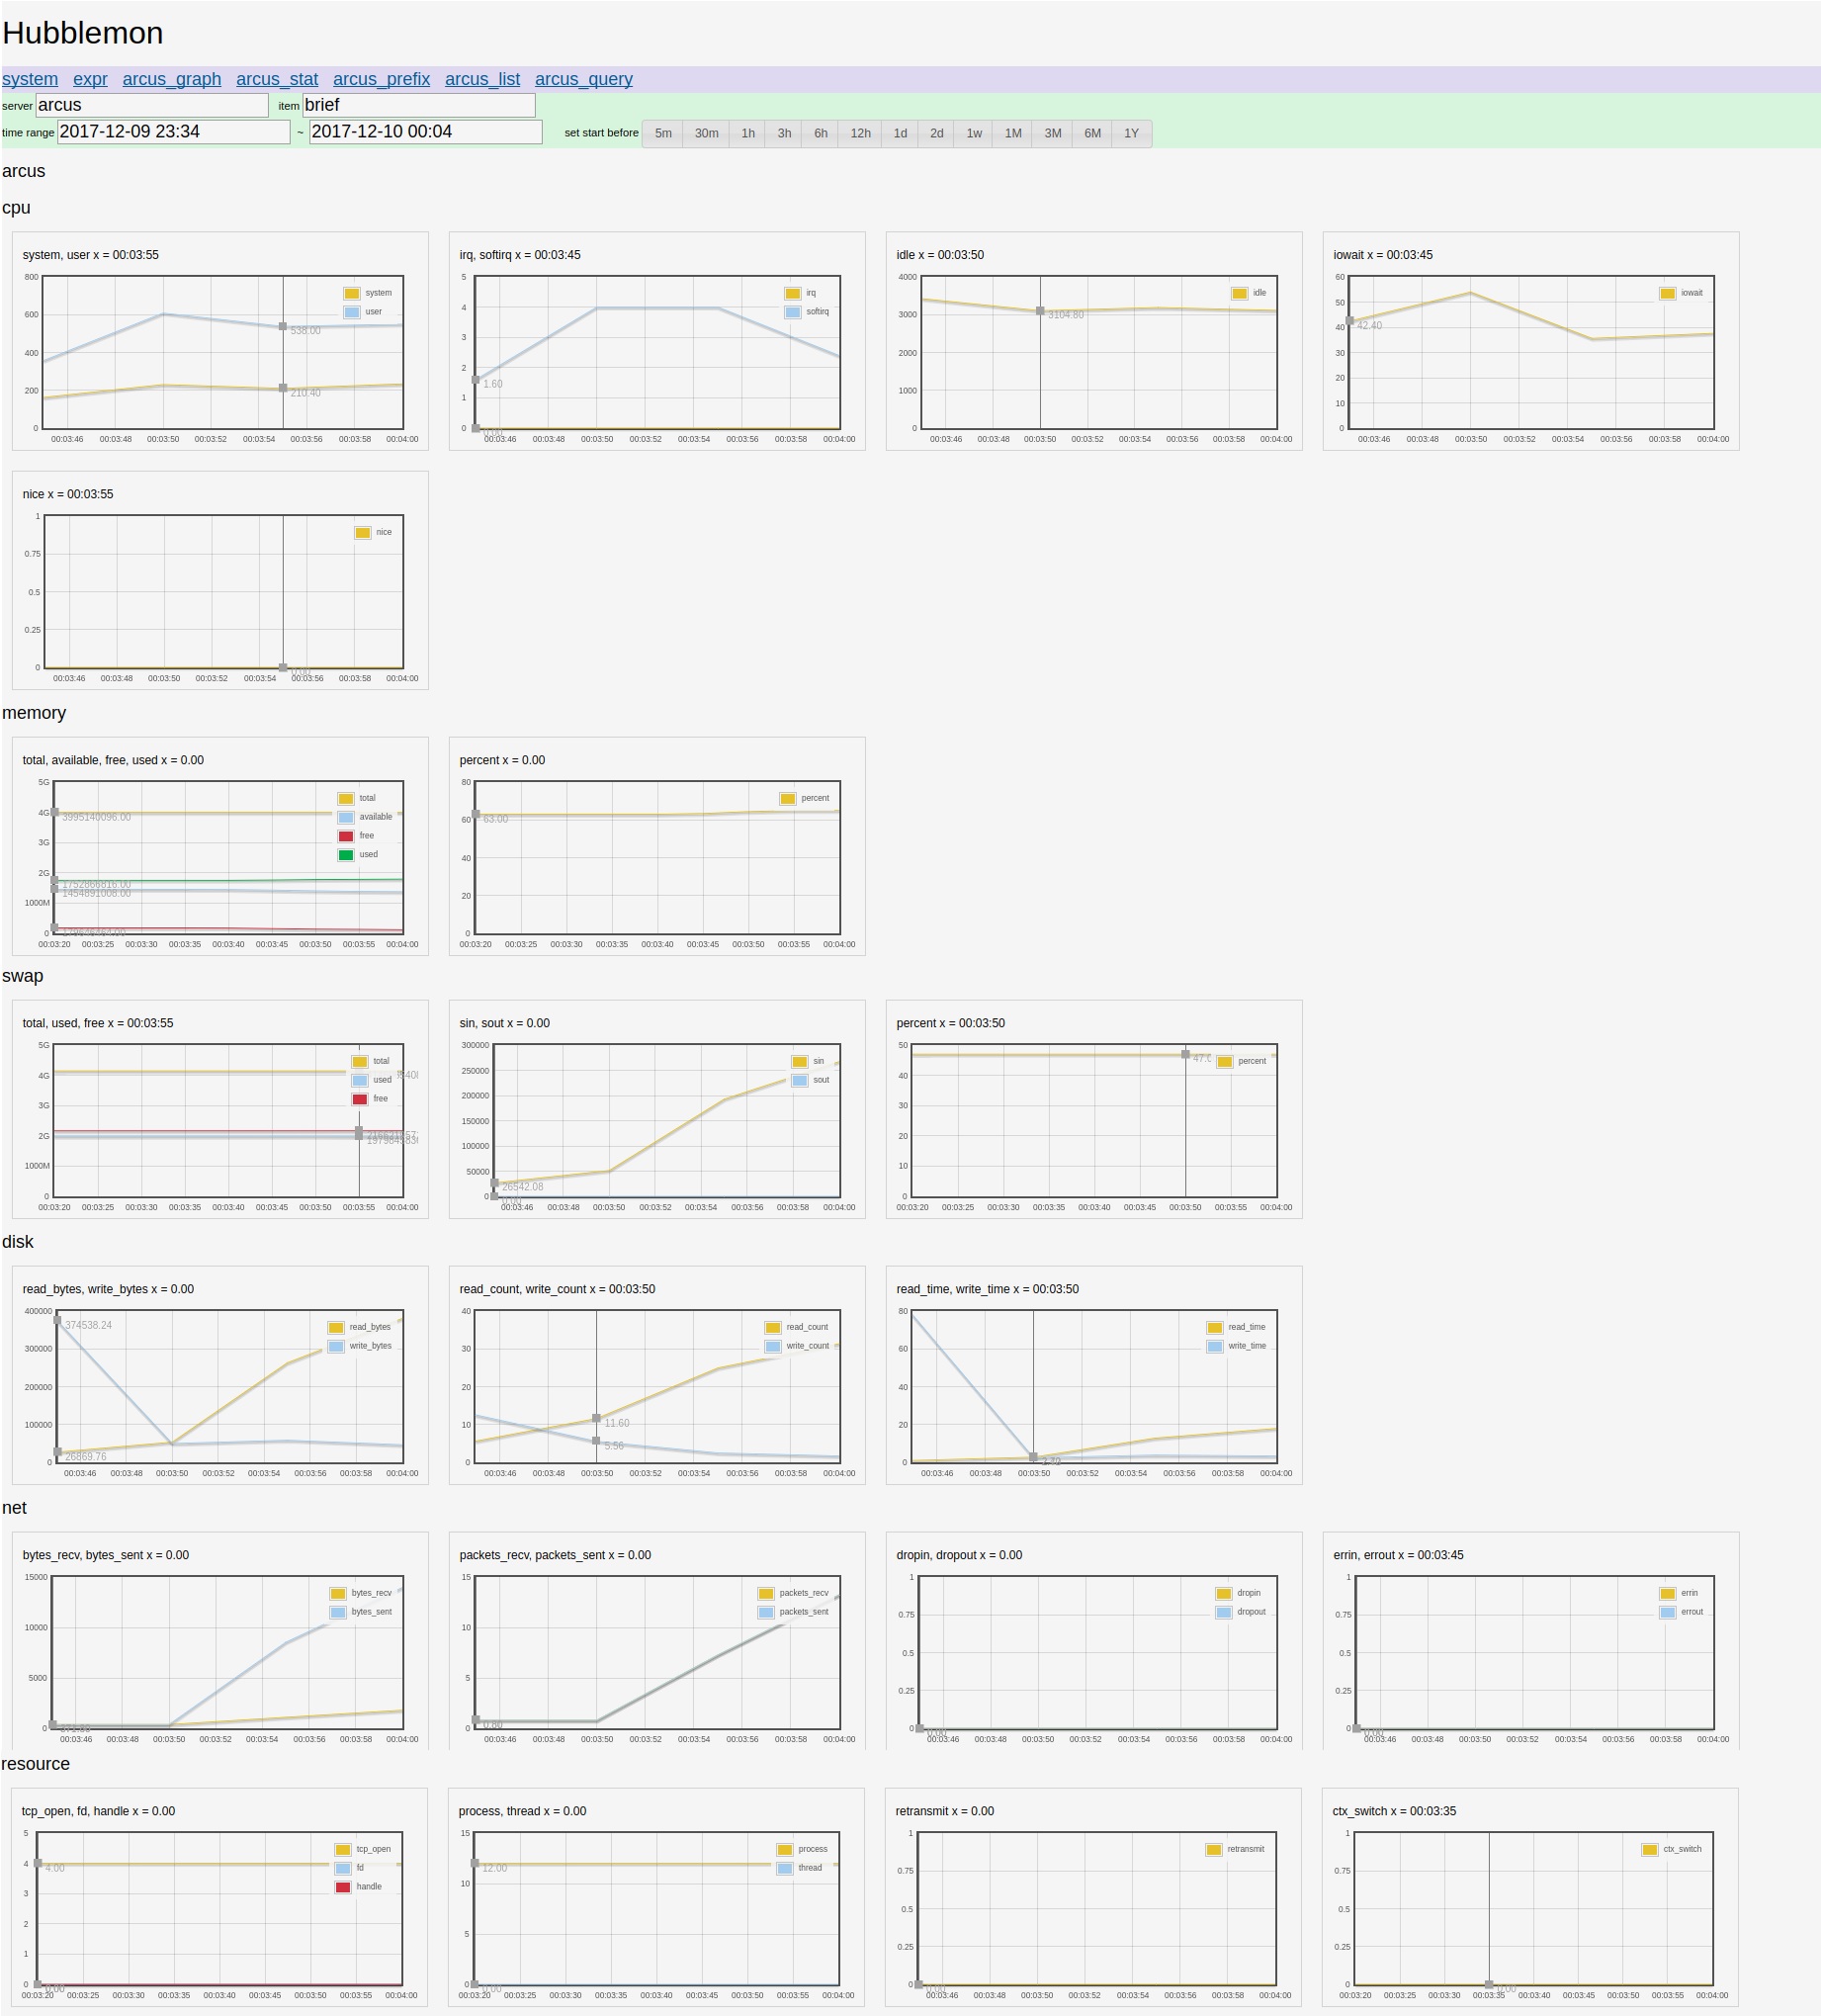 Hubblemon
system expr arcus_graph arcus_stat arcus_prefix arcus_list arcus_query
server arcus item brief
time range 2017-12-09 23:34 ~ 2017-12-10 00:04 set start before 5m 30m 1h 3h 6h 12h 1d 2d 1w 1M 3M 6M 1Y
arcus
cpu
system, user x = 00:03:55
800
600
400
200
0
system
user
538.00
210.40
00:03:46 00:03:48 00:03:50 00:03:52 00:03:54 00:03:56 00:03:58 00:04:00
irq, softirq x = 00:03:45
5
4
3
2
1
0
irq
softirq
1.60
0.00
00:03:46 00:03:48 00:03:50 00:03:52 00:03:54 00:03:56 00:03:58 00:04:00
idle x = 00:03:50
4000
3000
2000
1000
0
idle
3104.80
00:03:46 00:03:48 00:03:50 00:03:52 00:03:54 00:03:56 00:03:58 00:04:00
iowait x = 00:03:45
60
50
40
30
20
10
0
iowait
42.40
00:03:46 00:03:48 00:03:50 00:03:52 00:03:54 00:03:56 00:03:58 00:04:00
nice x = 00:03:55
1
0.75
0.5
0.25
0
nice
0.00
00:03:46 00:03:48 00:03:50 00:03:52 00:03:54 00:03:56 00:03:58 00:04:00
memory
total, available, free, used x = 0.00
5G
4G
3G
2G
1000M
0
total
available
free
used
3995140096.00
1752866816.00
1454891008.00
00:03:20 00:03:25 00:03:30 00:03:35 00:03:40 00:03:45 00:03:50 00:03:55 00:04:00
percent x = 0.00
80
60
40
20
0
percent
63.00
00:03:20 00:03:25 00:03:30 00:03:35 00:03:40 00:03:45 00:03:50 00:03:55 00:04:00
swap
total, used, free x = 00:03:55
5G
4G
3G
2G
1000M
0
total
used
free
00:03:20 00:03:25 00:03:30 00:03:35 00:03:40 00:03:45 00:03:50 00:03:55 00:04:00
sin, sout x = 0.00
300000
250000
200000
150000
100000
50000
0
sin
sout
26542.08
0.00
00:03:46 00:03:48 00:03:50 00:03:52 00:03:54 00:03:56 00:03:58 00:04:00
percent x = 00:03:50
50
40
30
20
10
0
percent
00:03:20 00:03:25 00:03:30 00:03:35 00:03:40 00:03:45 00:03:50 00:03:55 00:04:00
disk
read_bytes, write_bytes x = 0.00
400000
300000
200000
100000
0
read_bytes
write_bytes
374538.24
26869.76
00:03:46 00:03:48 00:03:50 00:03:52 00:03:54 00:03:56 00:03:58 00:04:00
read_count, write_count x = 00:03:50
40
30
20
10
0
read_count
write_count
11.60
5.56
00:03:46 00:03:48 00:03:50 00:03:52 00:03:54 00:03:56 00:03:58 00:04:00
read_time, write_time x = 00:03:50
80
60
40
20
0
read_time
write_time
00:03:46 00:03:48 00:03:50 00:03:52 00:03:54 00:03:56 00:03:58 00:04:00
net
bytes_recv, bytes_sent x = 0.00
15000
10000
5000
0
bytes_recv
bytes_sent
00:03:46 00:03:48 00:03:50 00:03:52 00:03:54 00:03:56 00:03:58 00:04:00
packets_recv, packets_sent x = 0.00
15
10
5
0
packets_recv
packets_sent
0.80
00:03:46 00:03:48 00:03:50 00:03:52 00:03:54 00:03:56 00:03:58 00:04:00
dropin, dropout x = 0.00
1
0.75
0.5
0.25
0
dropin
dropout
0.00
00:03:46 00:03:48 00:03:50 00:03:52 00:03:54 00:03:56 00:03:58 00:04:00
errin, errout x = 00:03:45
1
0.75
0.5
0.25
0
errin
errout
0.00
00:03:46 00:03:48 00:03:50 00:03:52 00:03:54 00:03:56 00:03:58 00:04:00
resource
tcp_open, fd, handle x = 0.00
5
4
3
2
1
0
tcp_open
fd
handle
4.00
0.00
00:03:20 00:03:25 00:03:30 00:03:35 00:03:40 00:03:45 00:03:50 00:03:55 00:04:00
process, thread x = 0.00
15
10
5
0
process
thread
12.00
0.00
00:03:20 00:03:25 00:03:30 00:03:35 00:03:40 00:03:45 00:03:50 00:03:55 00:04:00
retransmit x = 0.00
1
0.75
0.5
0.25
0
retransmit
0.00
00:03:46 00:03:48 00:03:50 00:03:52 00:03:54 00:03:56 00:03:58 00:04:00
ctx_switch x = 00:03:35
1
0.75
0.5
0.25
0
ctx_switch
0.00
00:03:20 00:03:25 00:03:30 00:03:35 00:03:40 00:03:45 00:03:50 00:03:55 00:04:00